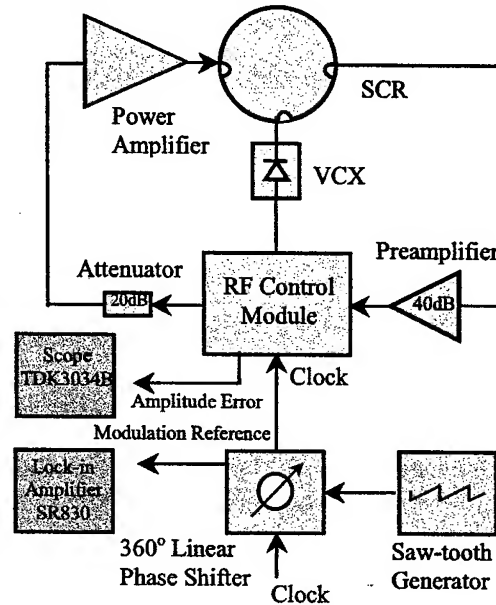 SCR
Power
Amplifier
VCX
Preamplifier
Attenuator
20dB
RF Control
Module
40dB
Scope
TDK3034B
Clock
Amplitude Error
Modulation Reference
Lock-in
Amplifier
SR830
360° Linear
Phase Shifter
Clock
Saw-tooth
Generator